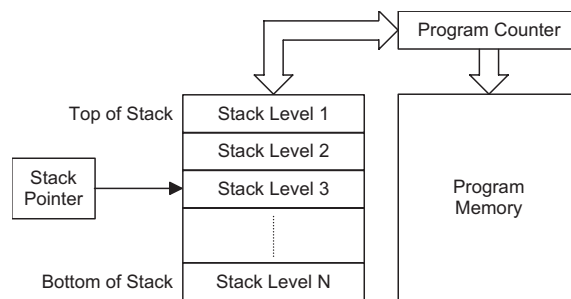 Program Counter
Top of Stack
Stack Level 1
Stack Level 2
Stack
Pointer
Stack Level 3
Program
Memory
Bottom of Stack
Stack Level N